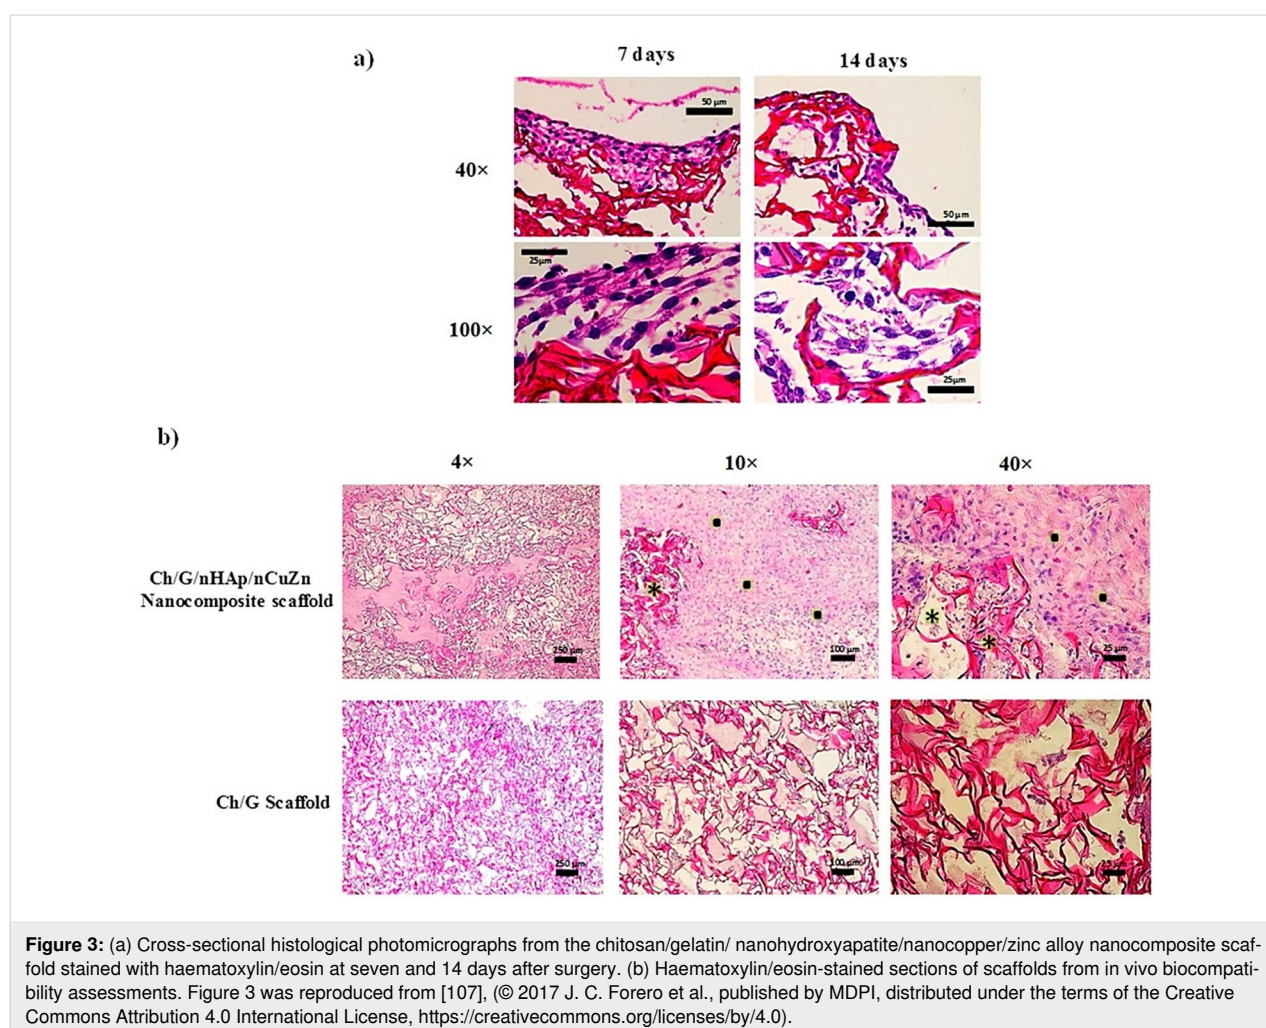 a)
7 days
14 days
40×
50 μm
50 μm
100×
25μm
25μm
b)
4×
10×
40×
Ch/G/nHAp/nCuZn
Nanocomposite scaffold
250 μm
100 μm
25 μm
Ch/G Scaffold
250 μm
100 μm
25 μm
Figure 3: (a) Cross-sectional histological photomicrographs from the chitosan/gelatin/ nanohydroxyapatite/nanocopper/zinc alloy nanocomposite scaf-
fold stained with haematoxylin/eosin at seven and 14 days after surgery. (b) Haematoxylin/eosin-stained sections of scaffolds from in vivo biocompati-
bility assessments. Figure 3 was reproduced from [107], (© 2017 J. C. Forero et al., published by MDPI, distributed under the terms of the Creative
Commons Attribution 4.0 International License, https://creativecommons.org/licenses/by/4.0).